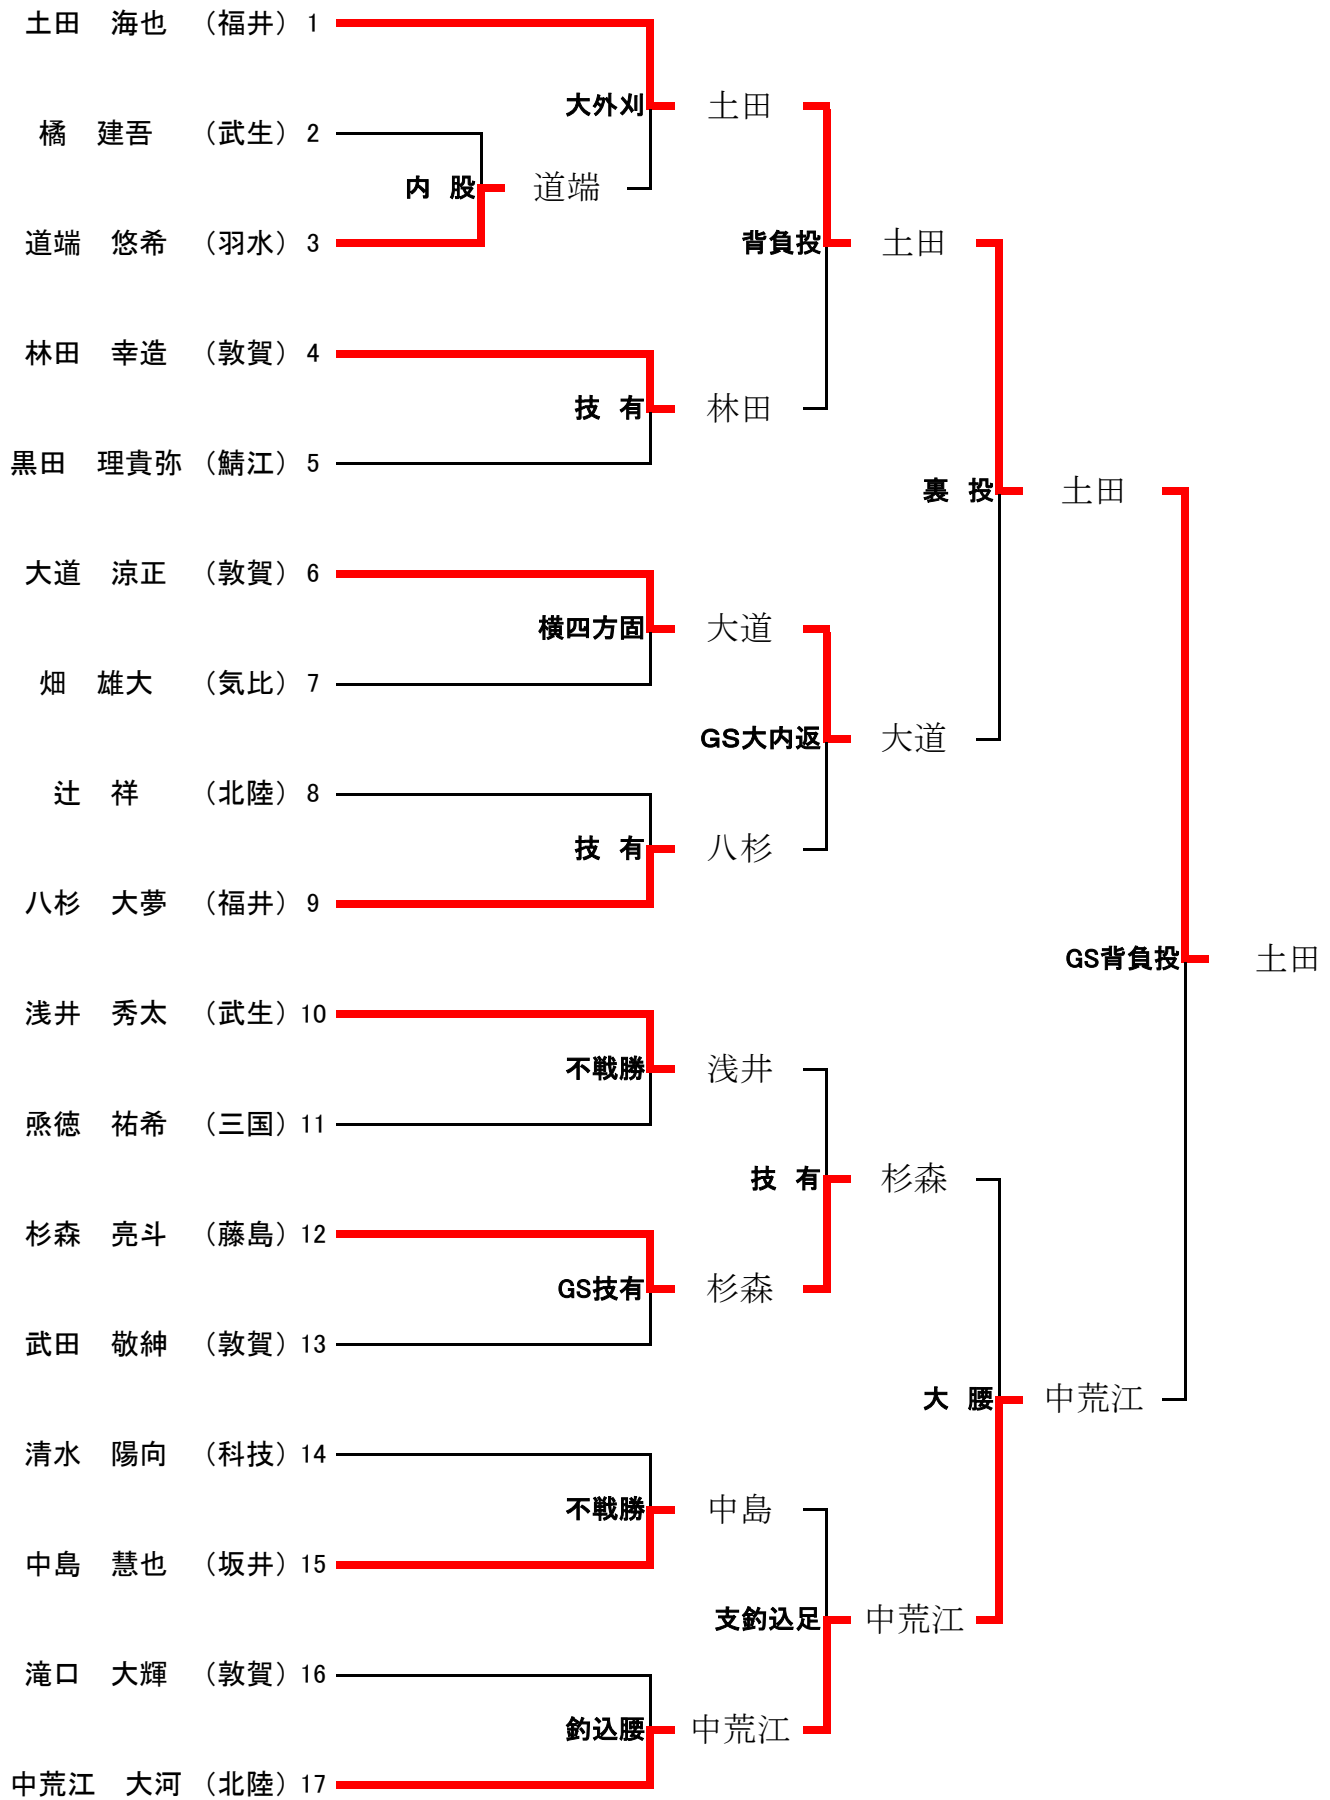 土田　海也　（福井）1
大外刈　土田
橘　建吾　（武生）2
内　股　道端
道端　悠希　（羽水）3
背負投　土田
林田　幸造　（敦賀）4
技　有　林田
黒田　理貴弥　（鯖江）5
裏　投　土田
大道　涼正　（敦賀）6
横四方固　大道
畑　雄大　（気比）7
GS大内返　大道
辻　祥　（北陸）8
技　有　八杉
八杉　大夢　（福井）9
GS背負投　土田
浅井　秀太　（武生）10
不戦勝　浅井
烝徳　祐希　（三国）11
技　有　杉森
杉森　亮斗　（藤島）12
GS技有　杉森
武田　敬紳　（敦賀）13
大　腰　中荒江
清水　陽向　（科技）14
不戦勝　中島
中島　慧也　（坂井）15
支釣込足　中荒江
滝口　大輝　（敦賀）16
釣込腰　中荒江
中荒江　大河　（北陸）17